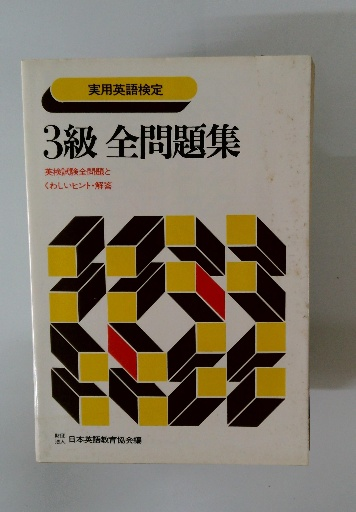 実用英語検定
3級 全問題集
英検試験全問題と
くわしいヒント・解答
財団法人 日本英語教育協会編